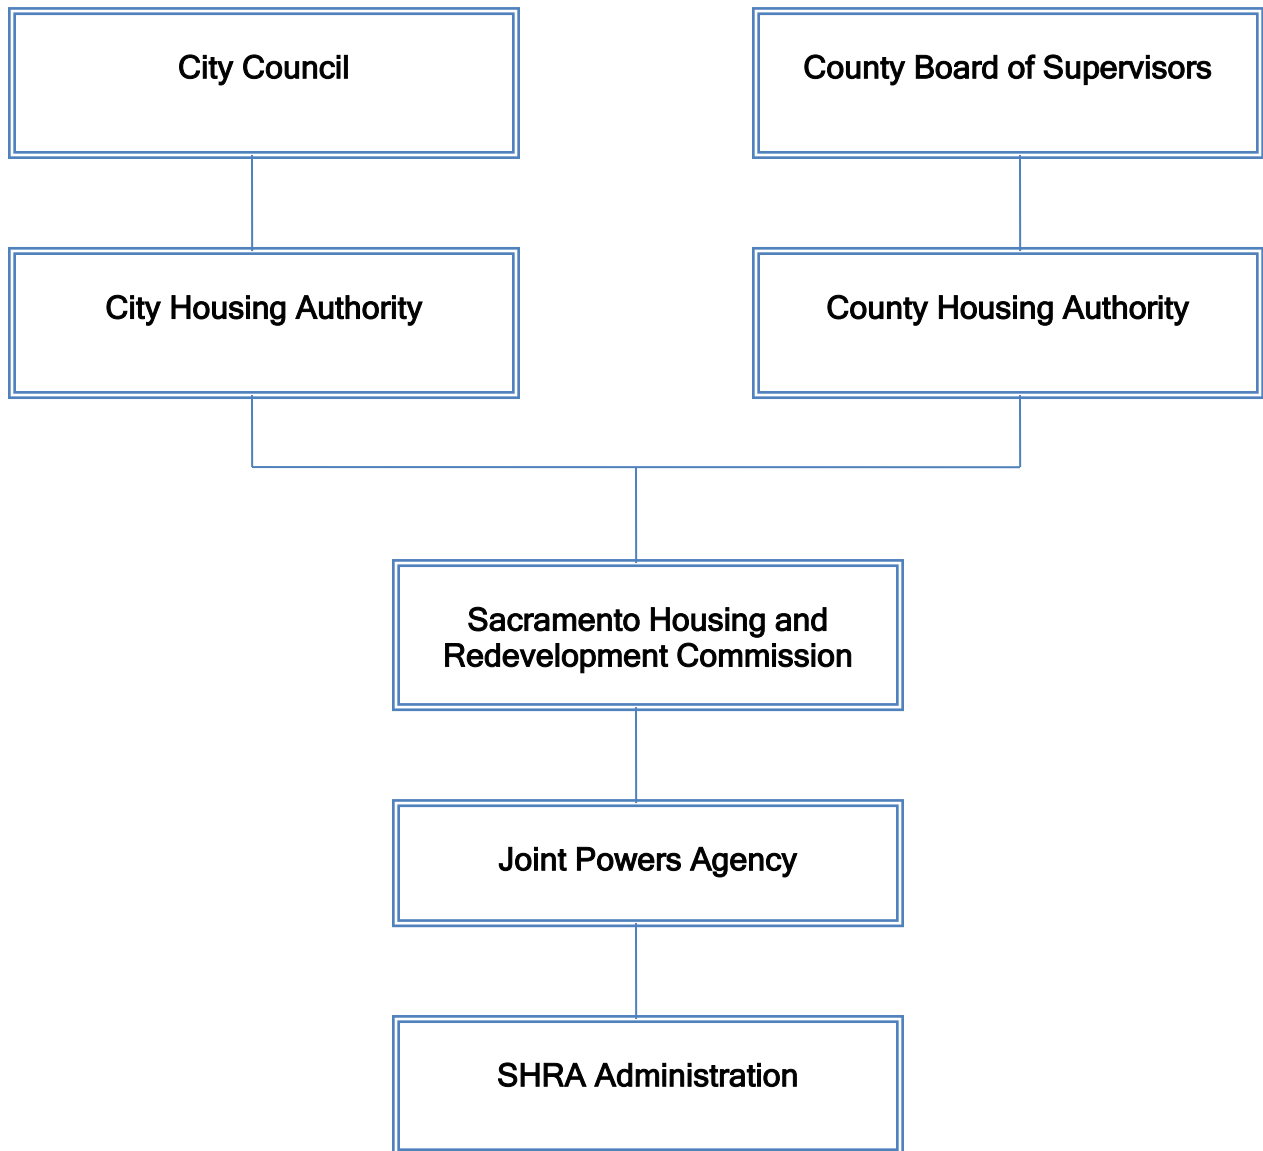 City Council
County Board of Supervisors
City Housing Authority
County Housing Authority
Sacramento Housing and
Redevelopment Commission
Joint Powers Agency
SHRA Administration